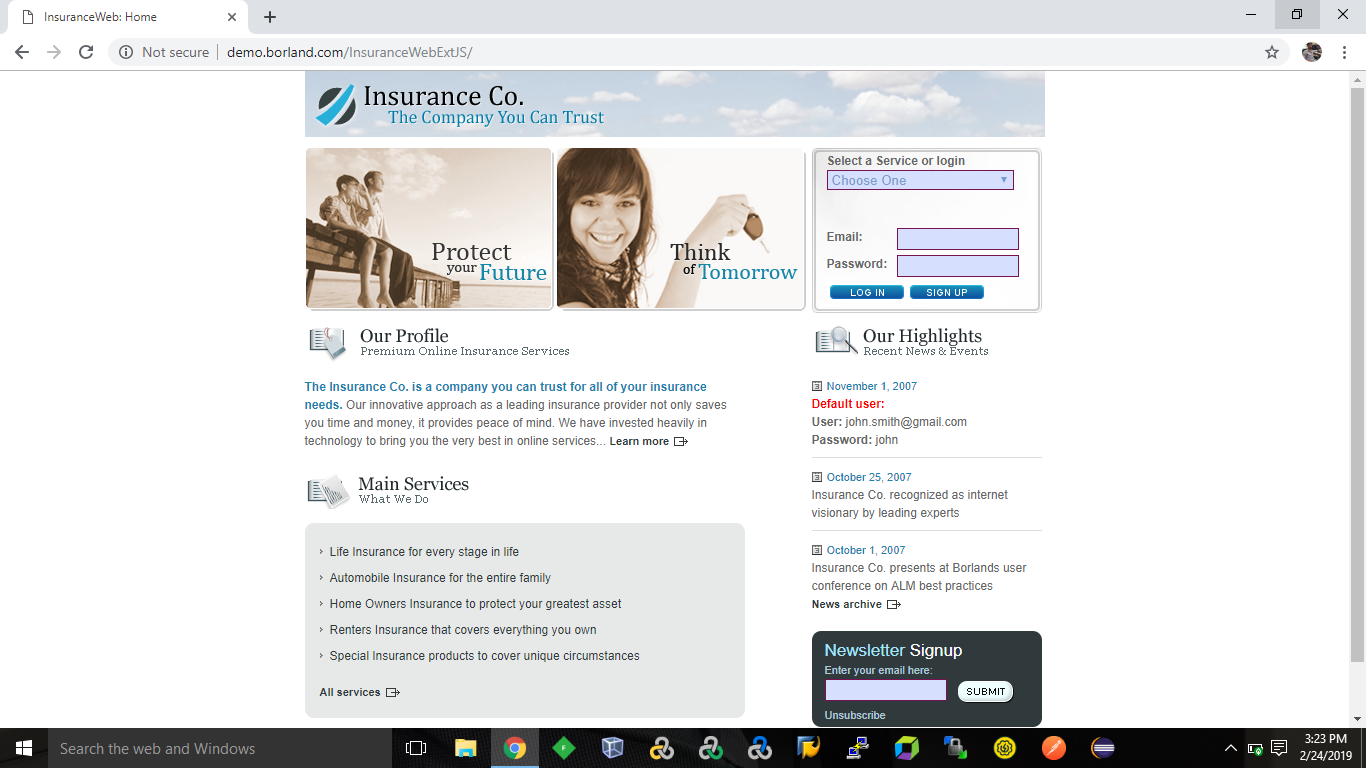 InsuranceWeb: Home
Not secure
demo.borland.com/InsuranceWebExtJS/
Insurance Co.
The Company You Can Trust
Protect
your Future
Think
of Tomorrow
Select a Service or login
Choose One
Email:
Password:
LOG IN
SIGN UP
Our Profile
Premium Online Insurance Services
The Insurance Co. is a company you can trust for all of your insurance
needs. Our innovative approach as a leading insurance provider not only saves
you time and money, it provides peace of mind. We have invested heavily in
technology to bring you the very best in online services... Learn more
Main Services
What We Do
› Life Insurance for every stage in life
› Automobile Insurance for the entire family
› Home Owners Insurance to protect your greatest asset
› Renters Insurance that covers everything you own
› Special Insurance products to cover unique circumstances
All services
Our Highlights
Recent News & Events
November 1, 2007
Default user:
User: john.smith@gmail.com
Password: john
October 25, 2007
Insurance Co. recognized as internet
visionary by leading experts
October 1, 2007
Insurance Co. presents at Borlands user
conference on ALM best practices
News archive
Newsletter Signup
Enter your email here:
SUBMIT
Unsubscribe
Search the web and Windows
3:23 PM
2/24/2019